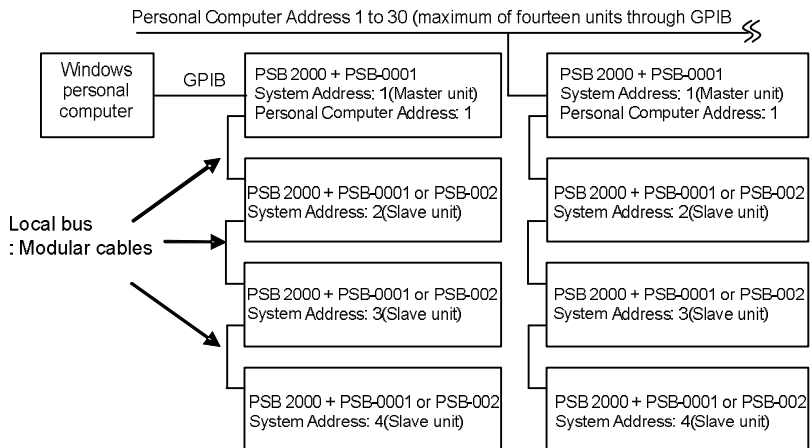 Personal Computer Address 1 to 30 (maximum of fourteen units through GPIB
Windows
personal
computer
GPIB
PSB 2000 + PSB-0001
System Address: 1(Master unit)
Personal Computer Address: 1
PSB 2000 + PSB-0001
System Address: 1(Master unit)
Personal Computer Address: 1
PSB 2000 + PSB-0001 or PSB-002
System Address: 2(Slave unit)
PSB 2000 + PSB-0001 or PSB-002
System Address: 2(Slave unit)
Local bus
: Modular cables
PSB 2000 + PSB-0001 or PSB-002
System Address: 3(Slave unit)
PSB 2000 + PSB-0001 or PSB-002
System Address: 3(Slave unit)
PSB 2000 + PSB-0001 or PSB-002
System Address: 4(Slave unit)
PSB 2000 + PSB-0001 or PSB-002
System Address: 4(Slave unit)